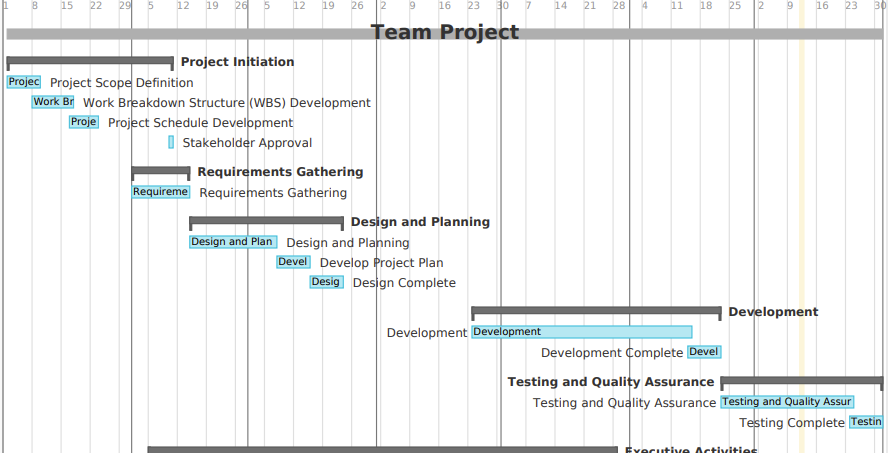 1 8 15 22 29 5 12 19 26 5 12 19 26 2 9 16 23 30 7 14 21 28 4 11 18 25 2 9 16 23 30
Team Project
Project Initiation
Projec Project Scope Definition
Work Br Work Breakdown Structure (WBS) Development
Proje Project Schedule Development
Stakeholder Approval
Requirements Gathering
Requireme Requirements Gathering
Design and Planning
Design and Plan Design and Planning
Devel Develop Project Plan
Desig Design Complete
Development
Development Development
Development Complete Devel
Testing and Quality Assurance
Testing and Quality Assurance Testing and Quality Assur
Testing Complete Testin
Executive Activities